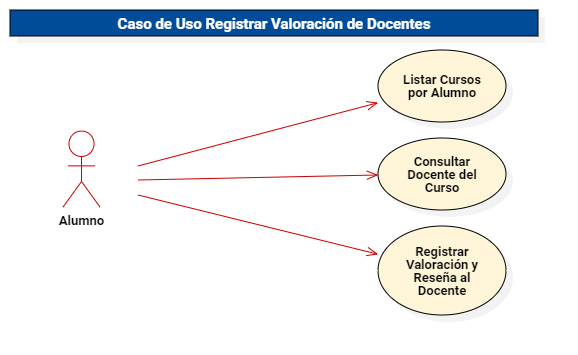 Caso de Uso Registrar Valoración de Docentes
Listar Cursos
por Alumno
Consultar
Docente del
Curso
Alumno
Registrar
Valoración y
Reseña al
Docente